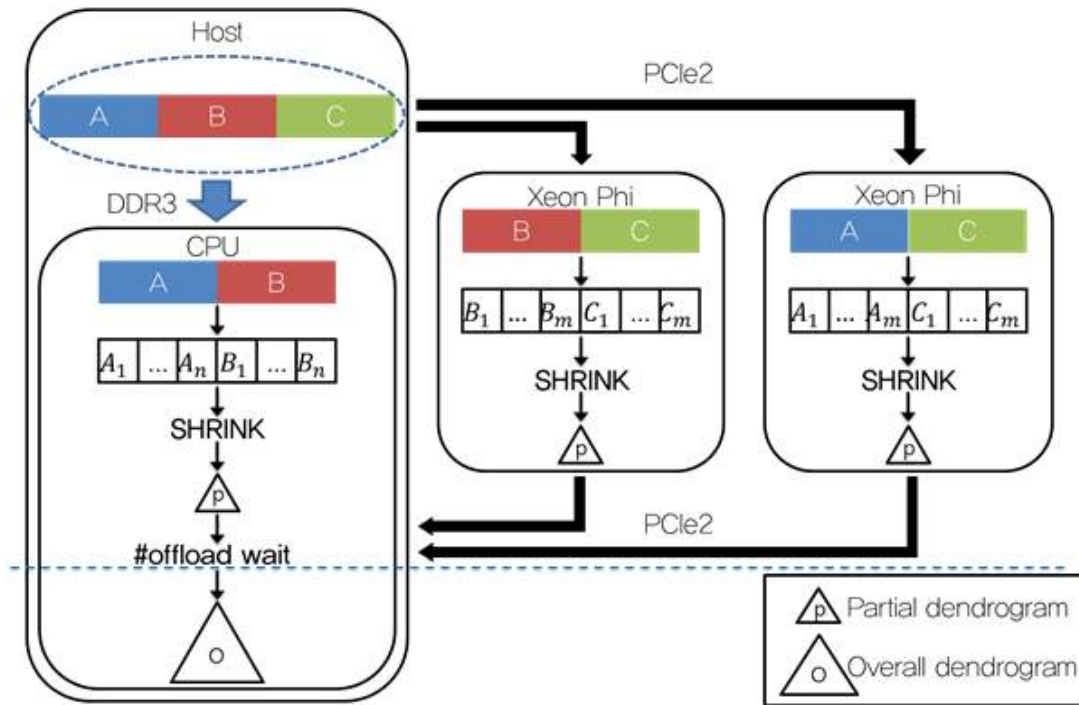 Host
A B C
DDR3
CPU
A B
A₁ ... Aₙ B₁ ... Bₙ
SHRINK
p
#offload wait
O
PCIe2
Xeon Phi
B C
B₁ ... Bₘ C₁ ... Cₘ
SHRINK
p
Xeon Phi
A C
A₁ ... Aₘ C₁ ... Cₘ
SHRINK
p
PCIe2
p Partial dendrogram
O Overall dendrogram